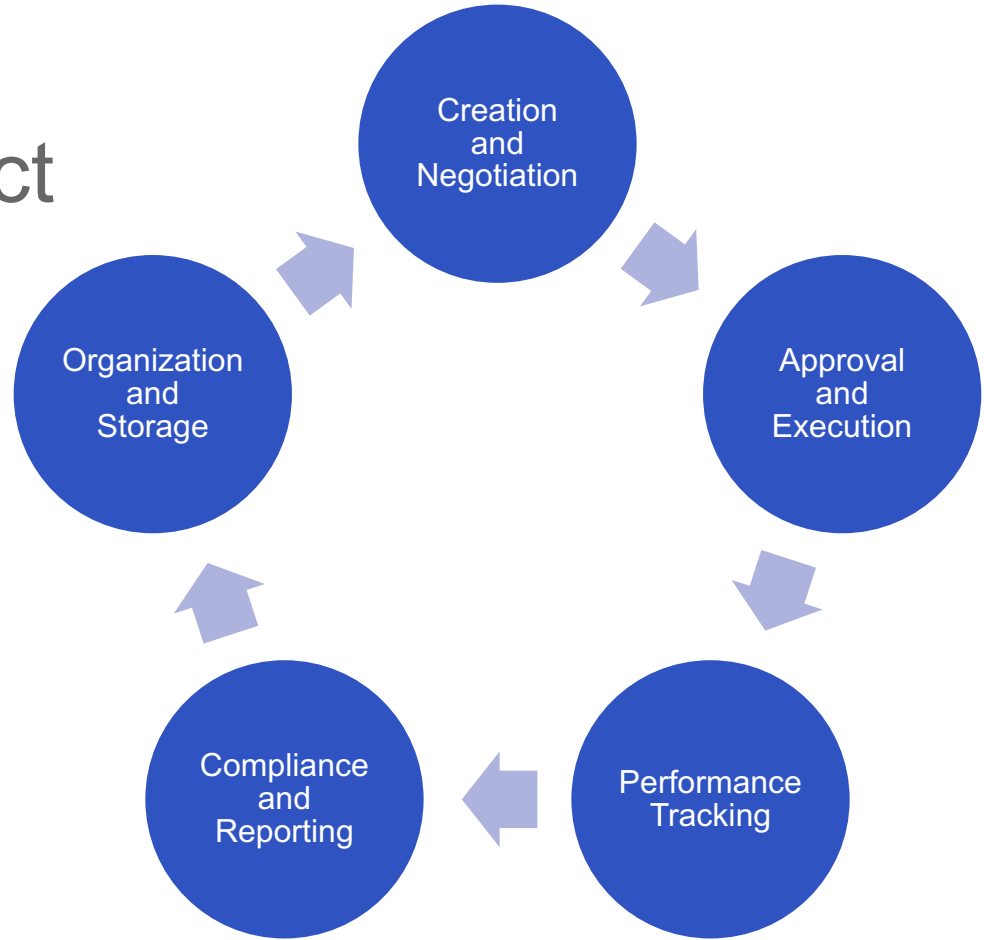 ct
Creation
and
Negotiation
Approval
and
Execution
Performance
Tracking
Compliance
and
Reporting
Organization
and
Storage